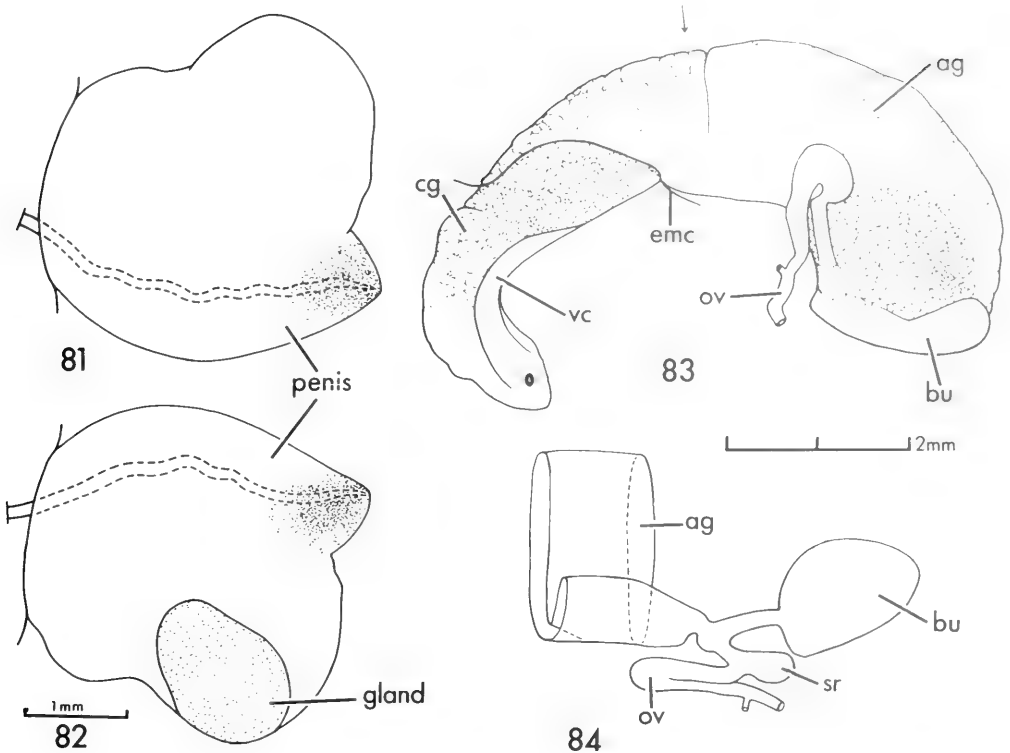 81
penis
82
1mm
gland
ag
cg
emc
ov
vc
83
bu
2mm
ag
bu
sr
ov
84